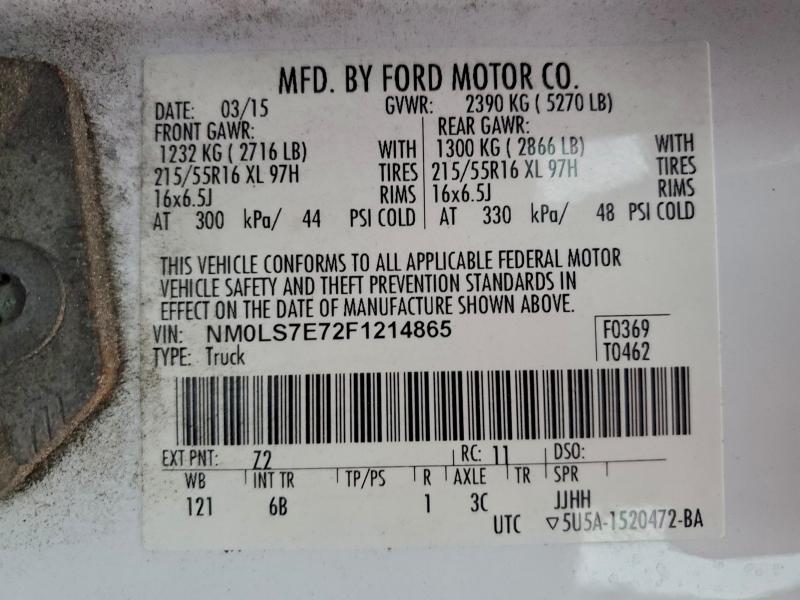 MFD. BY FORD MOTOR CO.
DATE: 03/15 GVWR: 2390 KG ( 5270 LB)
FRONT GAWR: REAR GAWR:
1232 KG ( 2716 LB) WITH 1300 KG ( 2866 LB) WITH
215/55R16 XL 97H TIRES 215/55R16 XL 97H TIRES
16x6.5J RIMS 16x6.5J RIMS
AT 300 kPa/ 44 PSI COLD AT 330 kPa/ 48 PSI COLD
THIS VEHICLE CONFORMS TO ALL APPLICABLE FEDERAL MOTOR
VEHICLE SAFETY AND THEFT PREVENTION STANDARDS IN
EFFECT ON THE DATE OF MANUFACTURE SHOWN ABOVE.
VIN: NM0LS7E72F1214865 F0369
TYPE: Truck T0462
EXT PNT: Z2 RC: 11 DSO:
WB INT TR TP/PS R AXLE TR SPR
121 6B 1 3C JJHH
UTC ▽5U5A-1520472-BA